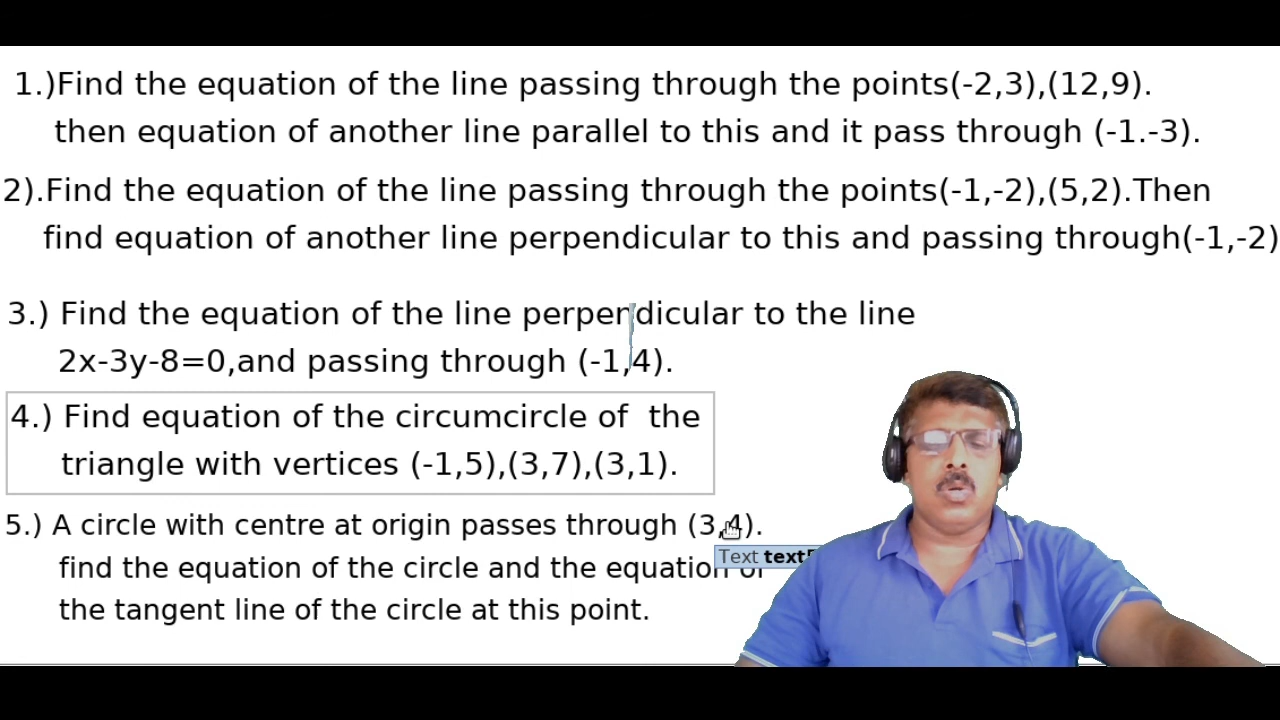 1.)Find the equation of the line passing through the points(-2,3),(12,9).
then equation of another line parallel to this and it pass through (-1.-3).
2).Find the equation of the line passing through the points(-1,-2),(5,2).Then
find equation of another line perpendicular to this and passing through(-1,-2)
3.) Find the equation of the line perpendicular to the line
2x-3y-8=0,and passing through (-1,4).
4.) Find equation of the circumcircle of the
triangle with vertices (-1,5),(3,7),(3,1).
5.) A circle with centre at origin passes through (3,4).
Text text5
find the equation of the circle and the equation of
the tangent line of the circle at this point.